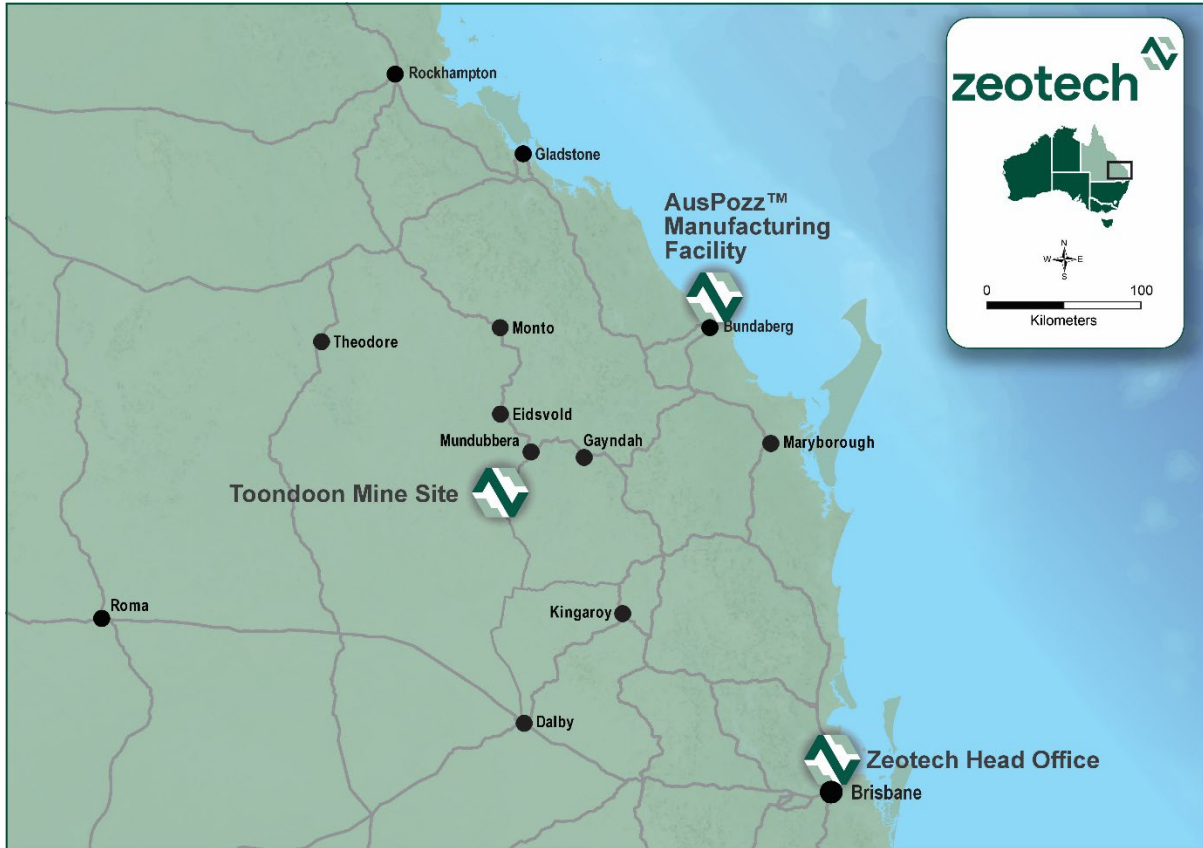 zeotech
N
W E
S
0 100
Kilometers
Rockhampton
Gladstone
AusPozz™
Manufacturing
Facility
Bundaberg
Monto
Theodore
Eidsvold
Mundubbera
Gayndah
Maryborough
Toondoon Mine Site
Roma
Kingaroy
Dalby
Zeotech Head Office
Brisbane